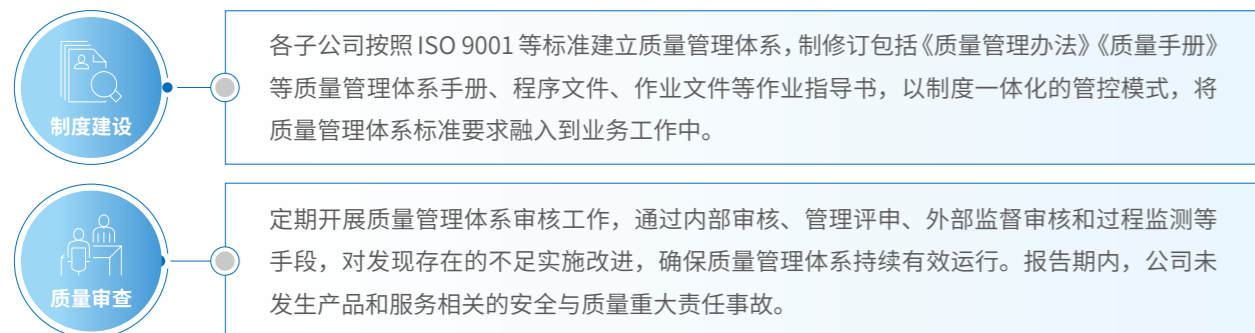 制度建设
各子公司按照 ISO 9001 等标准建立质量管理体系，制修订包括《质量管理办法》《质量手册》
等质量管理体系手册、程序文件、作业文件等作业指导书，以制度一体化的管控模式，将
质量管理体系标准要求融入到业务工作中。
质量审查
定期开展质量管理体系审核工作，通过内部审核、管理评申、外部监督审核和过程监测等
手段，对发现存在的不足实施改进，确保质量管理体系持续有效运行。报告期内，公司未
发生产品和服务相关的安全与质量重大责任事故。